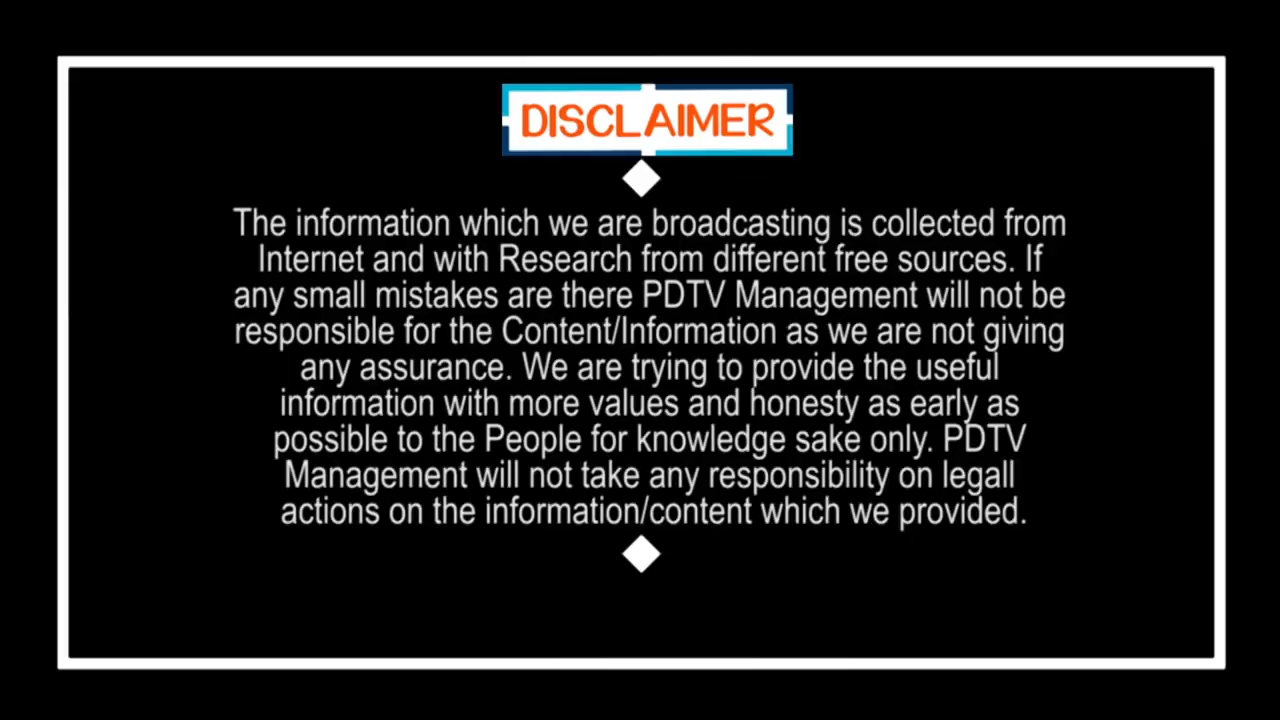 DISCLAIMER
The information which we are broadcasting is collected from
Internet and with Research from different free sources. If
any small mistakes are there PDTV Management will not be
responsible for the Content/Information as we are not giving
any assurance. We are trying to provide the useful
information with more values and honesty as early as
possible to the People for knowledge sake only. PDTV
Management will not take any responsibility on legall
actions on the information/content which we provided.